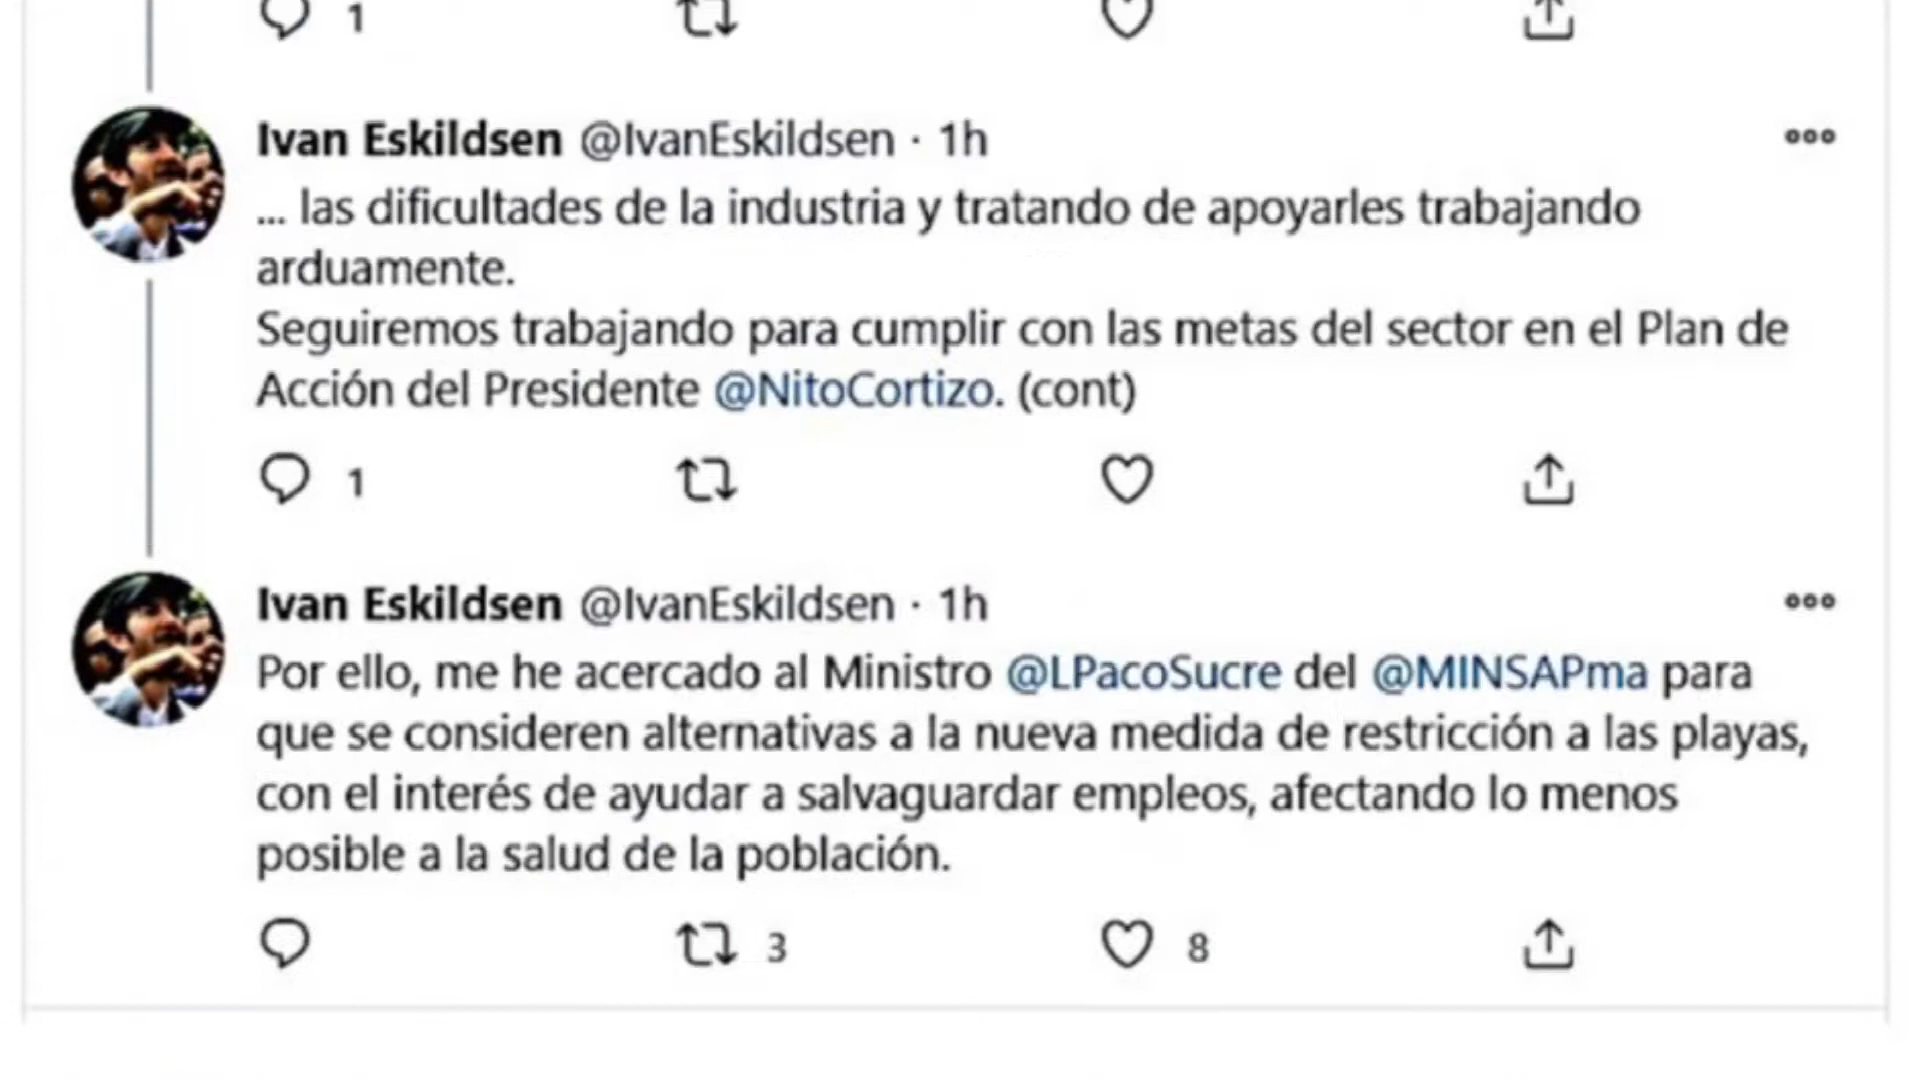 1
Ivan Eskildsen @IvanEskildsen · 1h
... las dificultades de la industria y tratando de apoyarles trabajando
arduamente.
Seguiremos trabajando para cumplir con las metas del sector en el Plan de
Acción del Presidente @NitoCortizo. (cont)
1
Ivan Eskildsen @IvanEskildsen · 1h
Por ello, me he acercado al Ministro @LPacoSucre del @MINSAPma para
que se consideren alternativas a la nueva medida de restricción a las playas,
con el interés de ayudar a salvaguardar empleos, afectando lo menos
posible a la salud de la población.
3 8